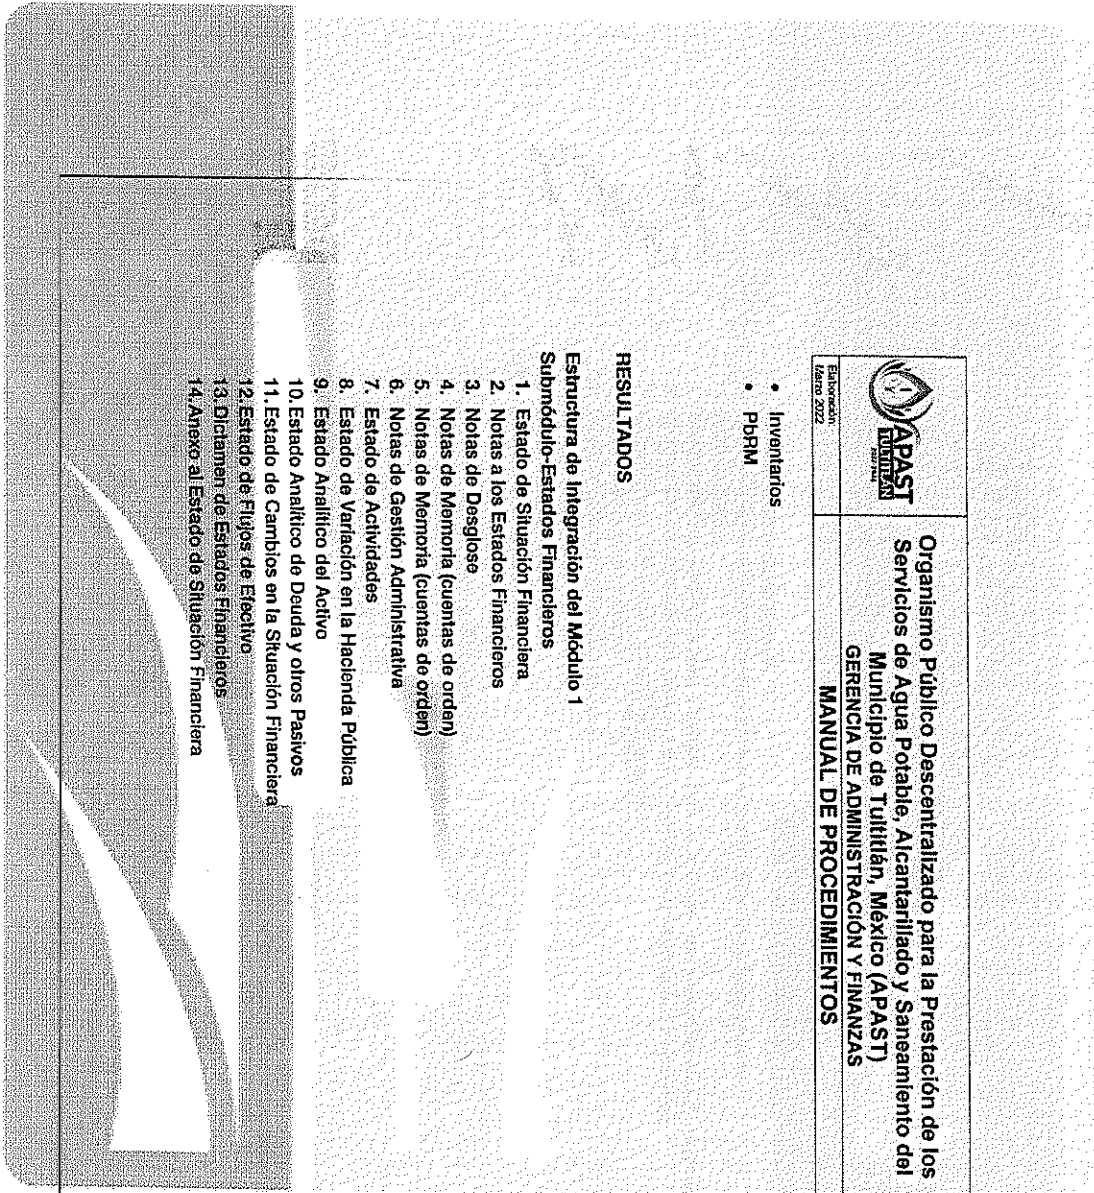 APAST
TULTITLÁN
Organismo Público Descentralizado para la Prestación de los
Servicios de Agua Potable, Alcantarillado y Saneamiento del
Municipio de Tultitlán, México (APAST)
GERENCIA DE ADMINISTRACIÓN Y FINANZAS
Elaboración:
Marzo 2022
MANUAL DE PROCEDIMIENTOS
• Inventarios
• PbRM
RESULTADOS
Estructura de Integración del Módulo 1
Submódulo-Estados Financieros
1. Estado de Situación Financiera
2. Notas a los Estados Financieros
3. Notas de Desglose
4. Notas de Memoria (cuentas de orden)
5. Notas de Memoria (cuentas de orden)
6. Notas de Gestión Administrativa
7. Estado de Actividades
8. Estado de Variación en la Hacienda Pública
9. Estado Analítico del Activo
10. Estado Analítico de Deuda y otros Pasivos
11. Estado de Cambios en la Situación Financiera
12. Estado de Flujos de Efectivo
13. Dictamen de Estados Financieros
14. Anexo al Estado de Situación Financiera